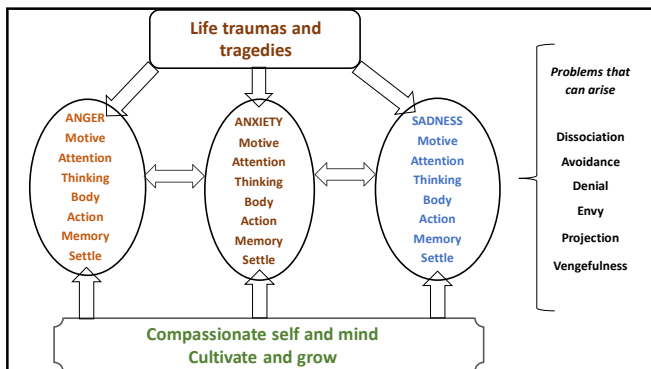 Life traumas and
tragedies
ANGER
Motive
Attention
Thinking
Body
Action
Memory
Settle
ANXIETY
Motive
Attention
Thinking
Body
Action
Memory
Settle
SADNESS
Motive
Attention
Thinking
Body
Action
Memory
Settle
Problems that
can arise
Dissociation
Avoidance
Denial
Envy
Projection
Vengefulness
Compassionate self and mind
Cultivate and grow